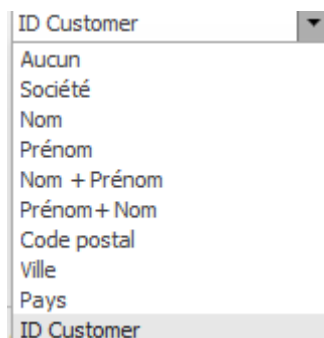 ID Customer
Aucun
Société
Nom
Prénom
Nom + Prénom
Prénom+ Nom
Code postal
Ville
Pays
ID Customer